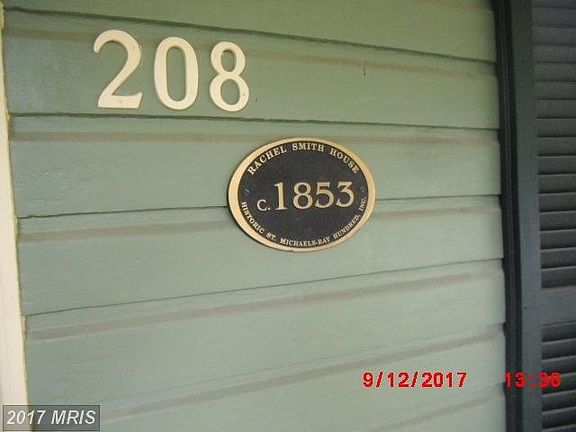 208
RACHEL SMITH HOUSE
C. 1853
HISTORIC ST. MICHAELS-BAY HUNDRED, INC.
9/12/2017 13:36
2017 MRIS